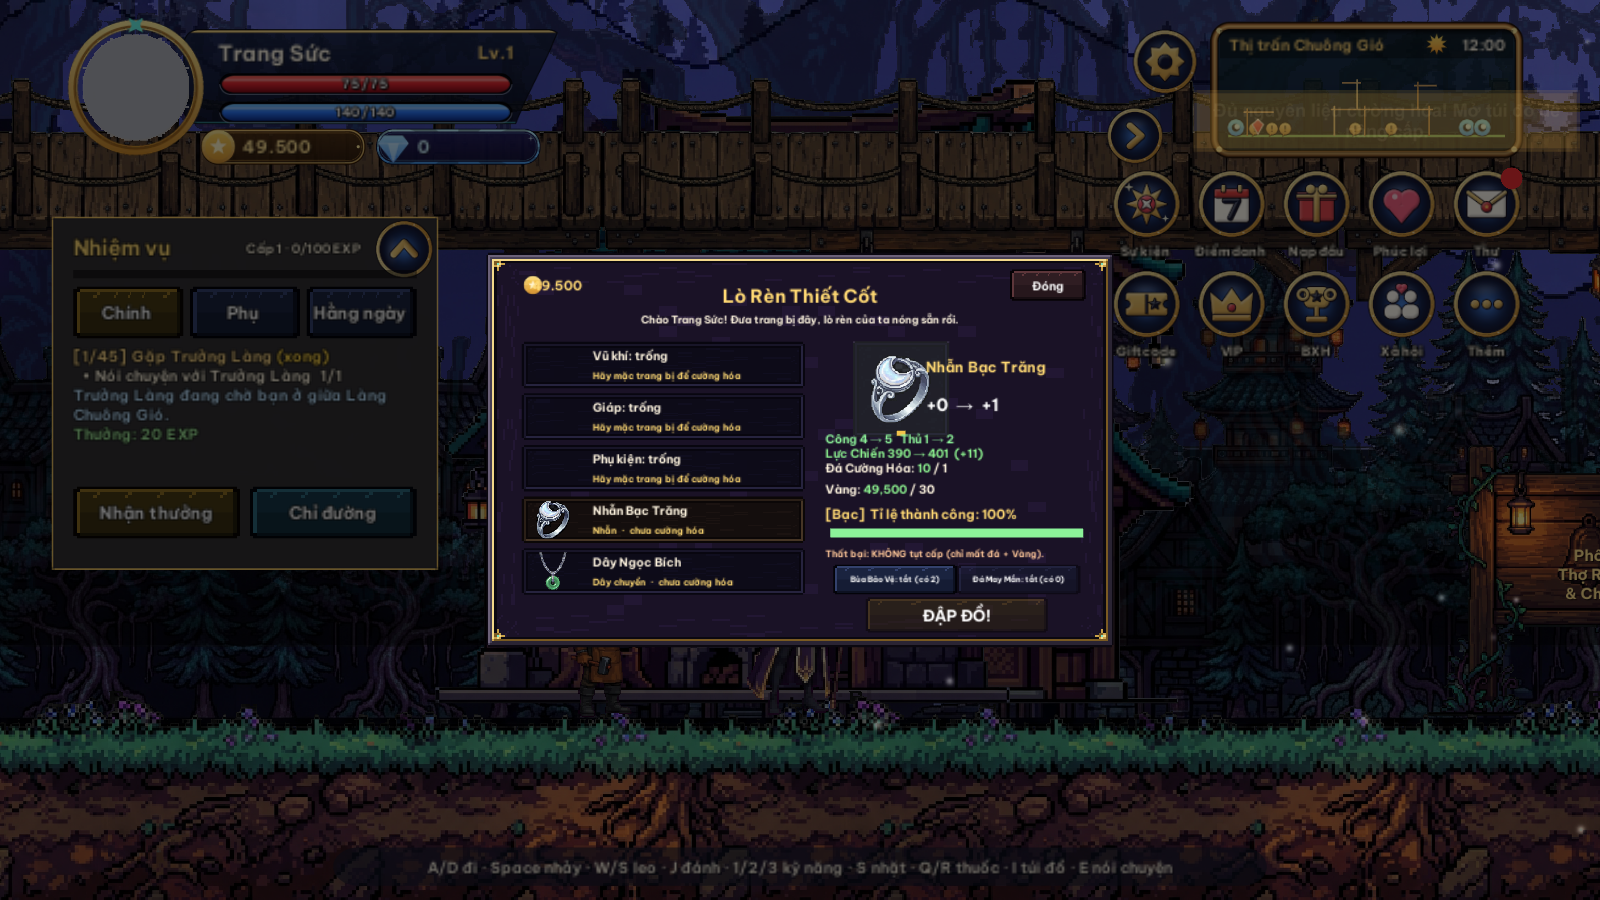 Trang Sức
Lv.1
75/75
140/140
49.500
0
Thị trấn Chuông Gió
12:00
Nhiệm vụ
Cấp 1 · 0/100 EXP
Chính
Phụ
Hằng ngày
[1/45] Gặp Trưởng Làng (xong)
• Nói chuyện với Trưởng Làng 1/1
Trưởng Làng đang chờ bạn ở giữa Làng
Chuông Gió.
Thưởng: 20 EXP
Nhận thưởng
Chỉ đường
Sự kiện
Điểm danh
Nạp đầu
Phúc lợi
Thư
Giftcode
VIP
BXH
Xã hội
Thêm
9.500
Lò Rèn Thiết Cốt
Đóng
Chào Trang Sức! Đưa trang bị đây, lò rèn của ta nóng sẵn rồi.
Vũ khí: trống
Hãy mặc trang bị để cường hóa
Giáp: trống
Hãy mặc trang bị để cường hóa
Phụ kiện: trống
Hãy mặc trang bị để cường hóa
Nhẫn Bạc Trăng
Nhẫn · chưa cường hóa
Dây Ngọc Bích
Dây chuyền · chưa cường hóa
Nhẫn Bạc Trăng
+0 → +1
Công 4 → 5 Thủ 1 → 2
Lực Chiến 390 → 401 (+11)
Đá Cường Hóa: 10 / 1
Vàng: 49,500 / 30
[Bạc] Tỉ lệ thành công: 100%
Thất bại: KHÔNG tụt cấp (chỉ mất đá + Vàng).
Bùa Bảo Vệ: tắt (có 2)
Đá May Mắn: tắt (có 0)
ĐẬP ĐỒ!
Thợ R
& Ch
A/D đi · Space nhảy · W/S leo · J đánh · 1/2/3 kỹ năng · S nhặt · Q/R thuốc · I túi đồ · E nói chuyện